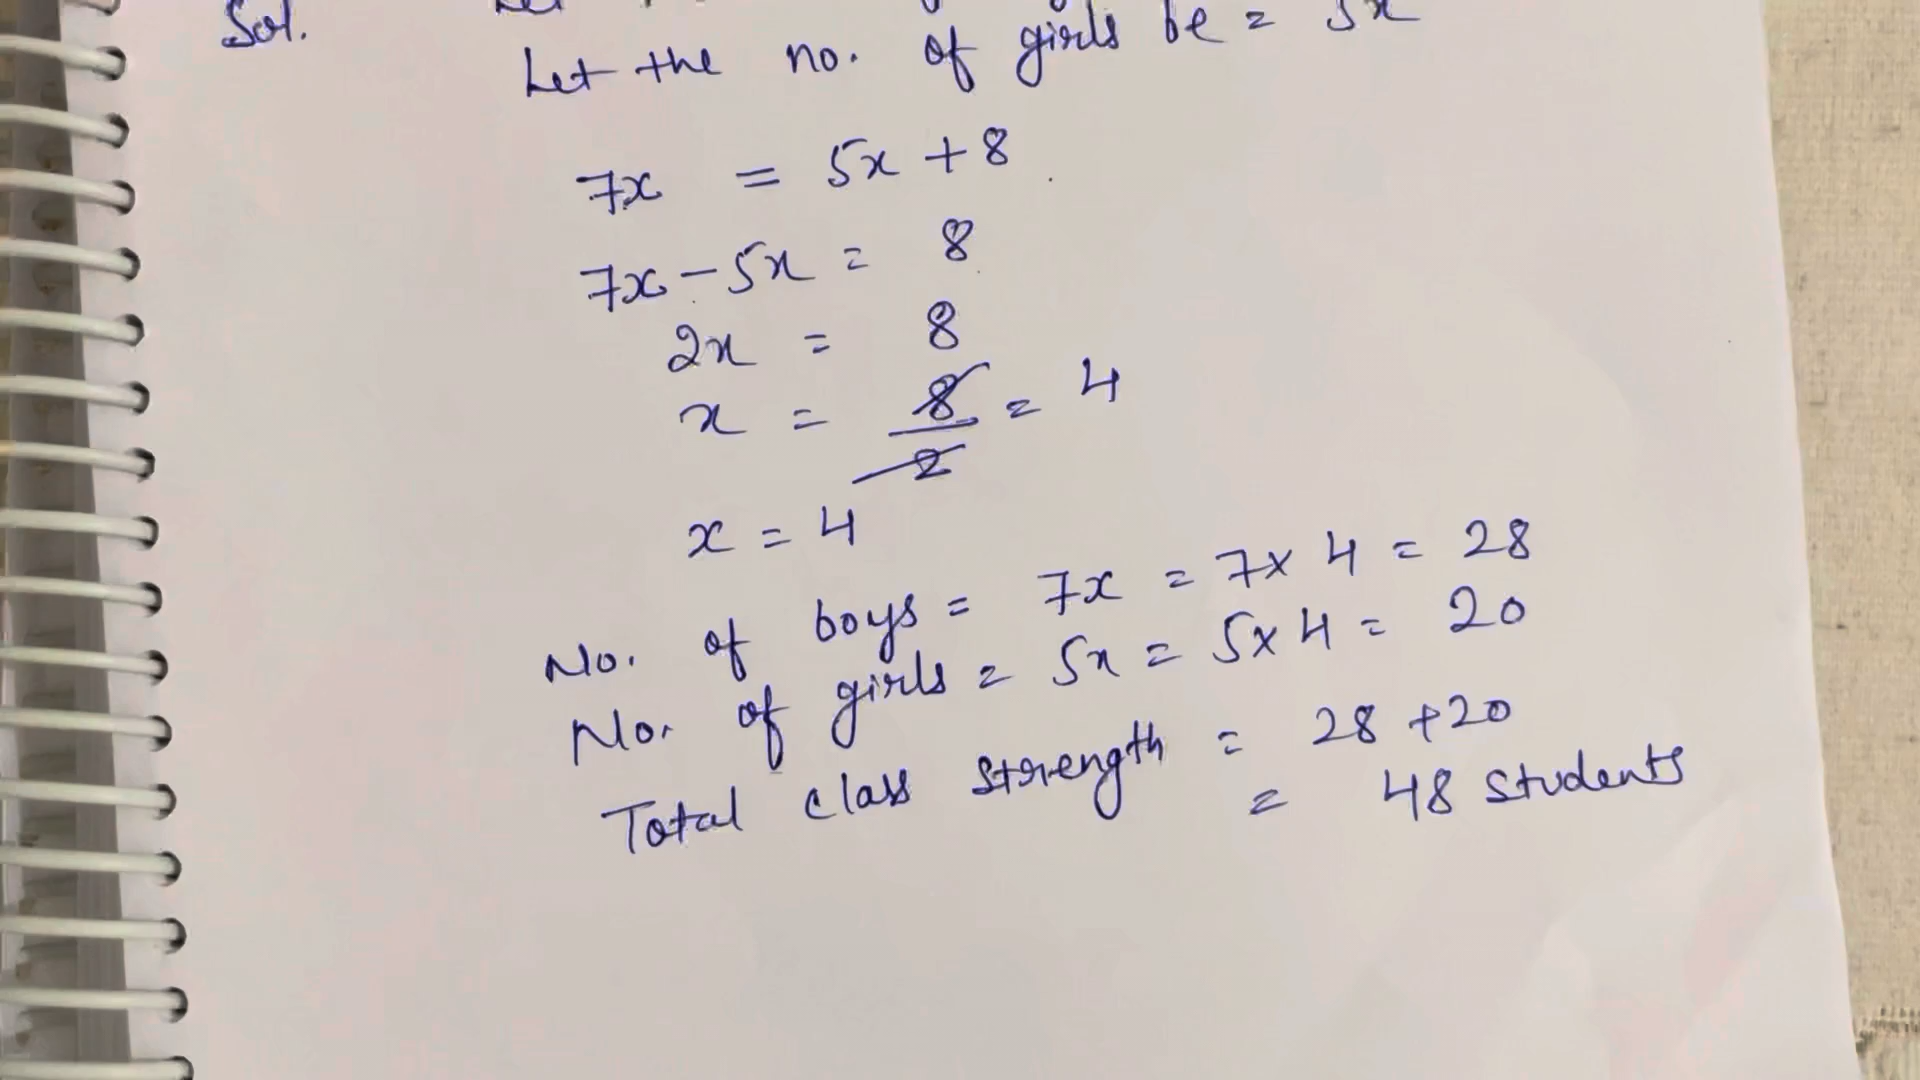 Sol.
Let the no. of girls be = 5x
7x = 5x + 8
7x - 5x = 8
2x = 8
x = 8/2 = 4
x = 4
No. of boys = 7x = 7x 4 = 28
No. of girls = 5x = 5x4 = 20
Total class strength = 28 +20
= 48 students